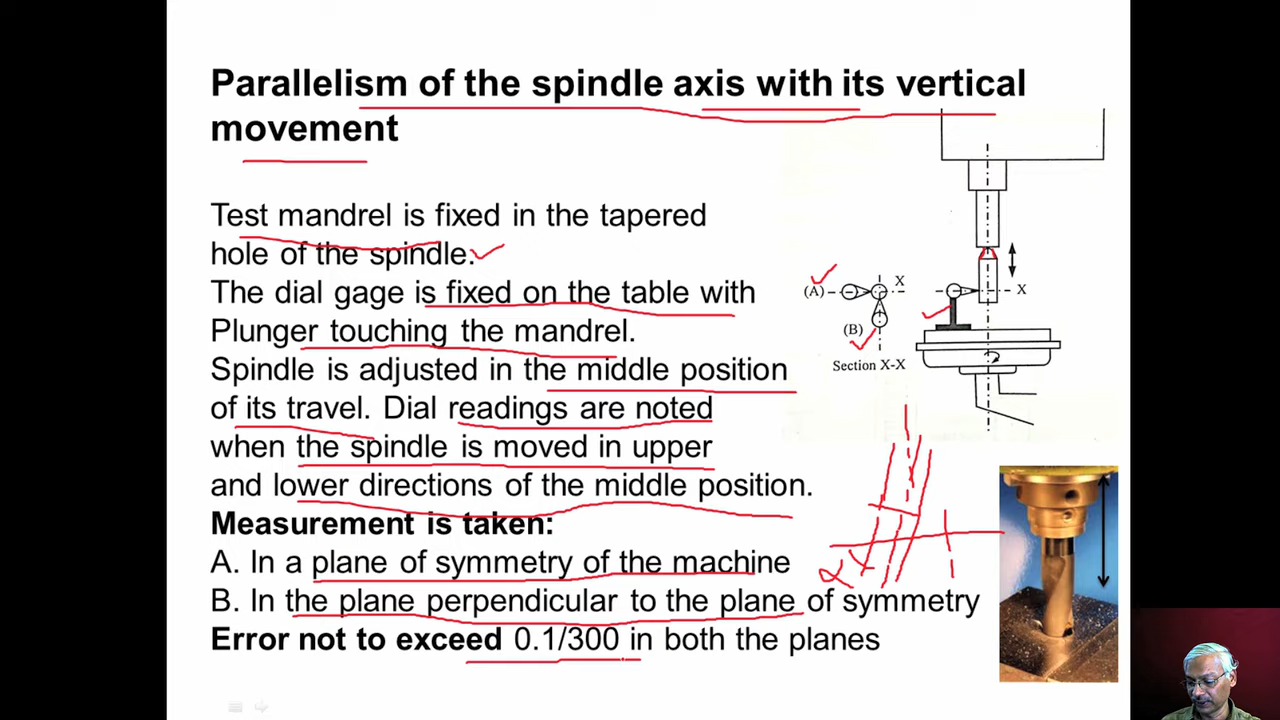 Parallelism of the spindle axis with its vertical
movement
Test mandrel is fixed in the tapered
hole of the spindle.
The dial gage is fixed on the table with
Plunger touching the mandrel.
Spindle is adjusted in the middle position
of its travel. Dial readings are noted
when the spindle is moved in upper
and lower directions of the middle position.
Measurement is taken:
A. In a plane of symmetry of the machine
B. In the plane perpendicular to the plane of symmetry
Error not to exceed 0.1/300 in both the planes
X
(A)
X
(B)
Section X-X
α